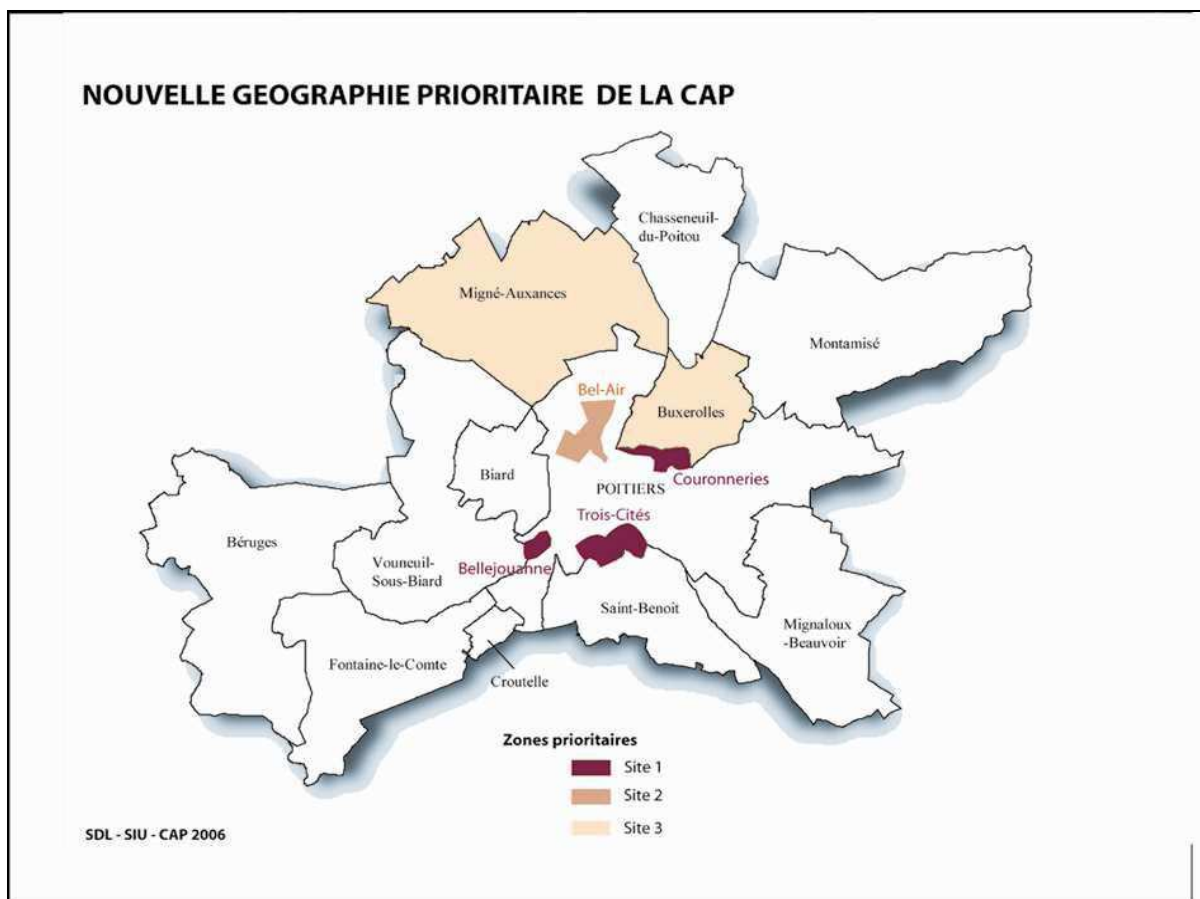 NOUVELLE GEOGRAPHIE PRIORITAIRE DE LA CAP
Chasseneuil-
du-Poitou
Migné-Auxances
Montamisé
Bel-Air
Buxerolles
Biard
Couronneries
POITIERS
Trois-Cités
Béruges
Vouneuil-
Sous-Biard
Bellejouanne
Saint-Benoit
Mignaloux
-Beauvoir
Fontaine-le-Comte
Croutelle
Zones prioritaires
Site 1
Site 2
Site 3
SDL - SIU - CAP 2006